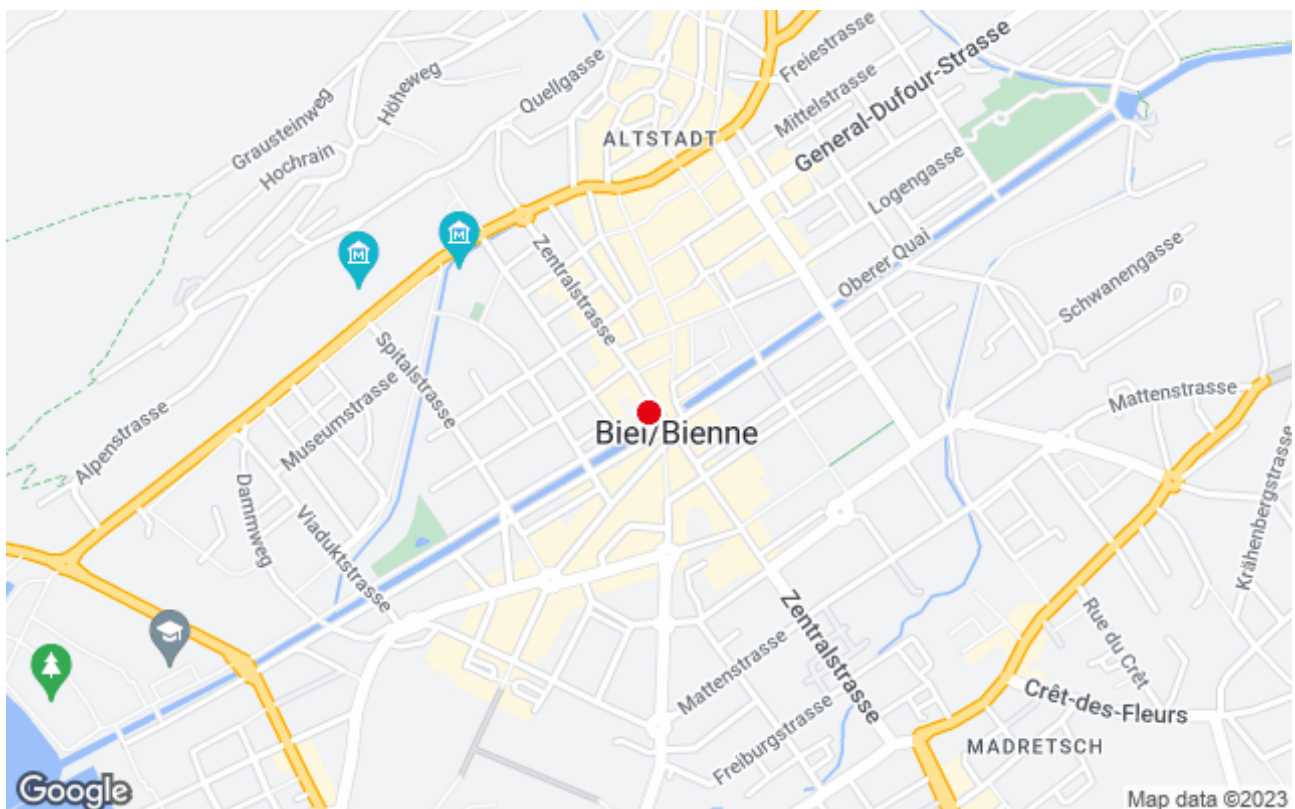 Freiestrasse
Mittelstrasse
General-Dufour-Strasse
Höheweg
Quellgasse
Grausteinweg
Hochrain
ALTSTADT
Logengasse
Zentralstrasse
Oberer Quai
Schwanengasse
Spitalstrasse
Museumstrasse
Alpenstrasse
Mattenstrasse
Biel/Bienne
Krähenbergstrasse
Dammweg
Viaduktstrasse
Zentralstrasse
Rue du Crêt
Mattenstrasse
Crêt-des-Fleurs
Freiburgstrasse
MADRETSCH
Google
Map data ©2023